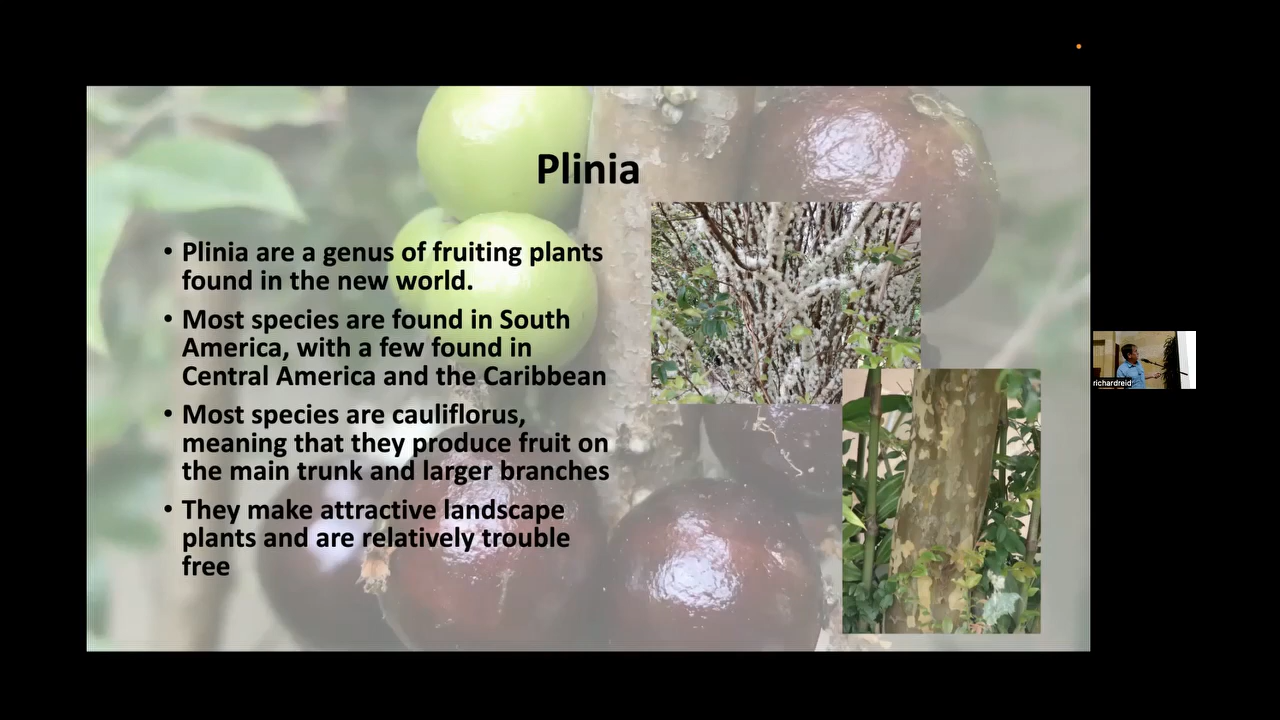 Plinia
• Plinia are a genus of fruiting plants
found in the new world.
• Most species are found in South
America, with a few found in
Central America and the Caribbean
• Most species are cauliflorus,
meaning that they produce fruit on
the main trunk and larger branches
• They make attractive landscape
plants and are relatively trouble
free
richardreid